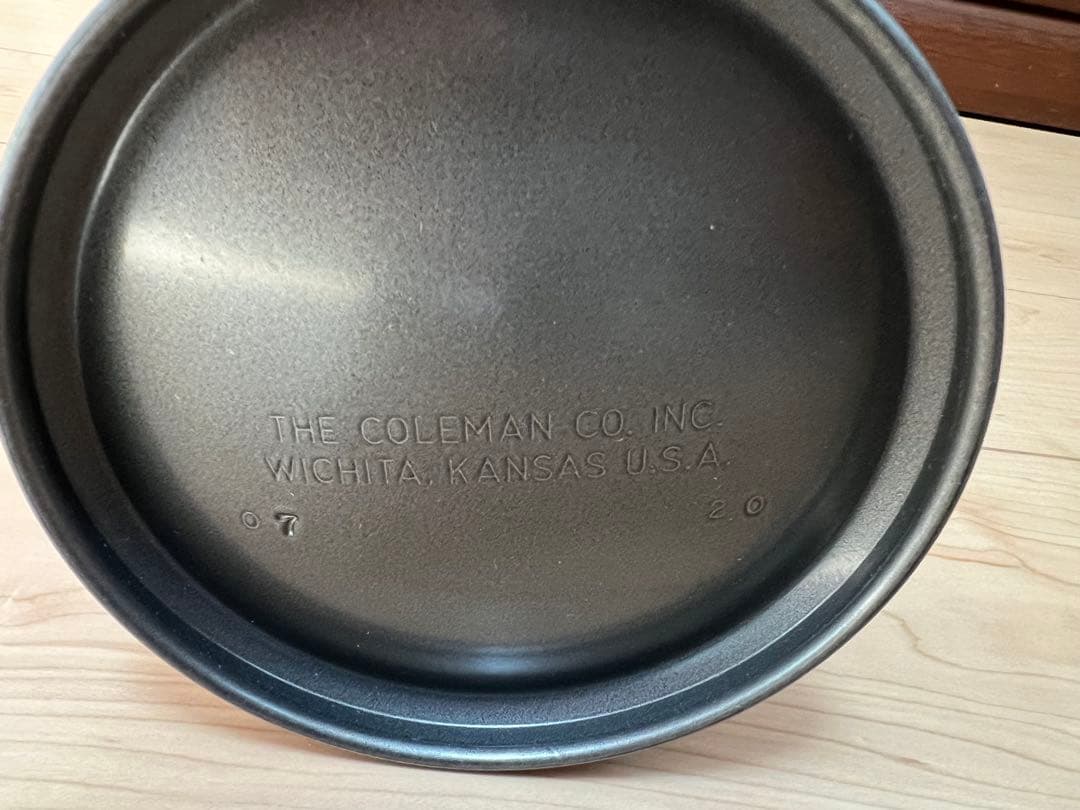 THE COLEMAN CO. INC.
WICHITA, KANSAS U.S.A.
07 20